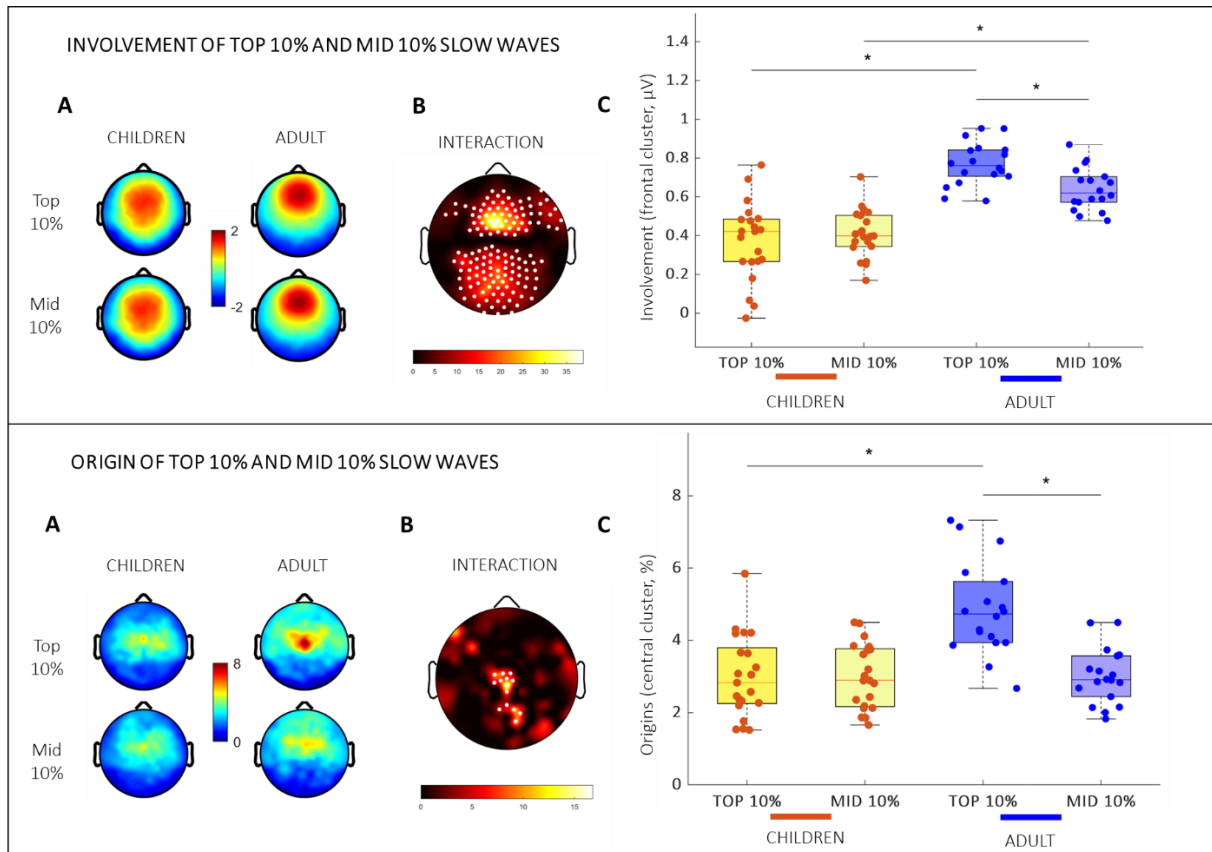 INVOLVEMENT OF TOP 10% AND MID 10% SLOW WAVES
A
CHILDREN
ADULT
Top
10%
Mid
10%
2
-2
B
INTERACTION
0 5 10 15 20 25 30 35
C
Involvement (frontal cluster, µV)
1.4
1.2
1
0.8
0.6
0.4
0.2
0
*
*
*
TOP 10% MID 10% TOP 10% MID 10%
CHILDREN ADULT
ORIGIN OF TOP 10% AND MID 10% SLOW WAVES
A
CHILDREN
ADULT
Top
10%
Mid
10%
8
0
B
INTERACTION
0 5 10 15
C
Origins (central cluster, %)
8
6
4
2
0
*
*
TOP 10% MID 10% TOP 10% MID 10%
CHILDREN ADULT